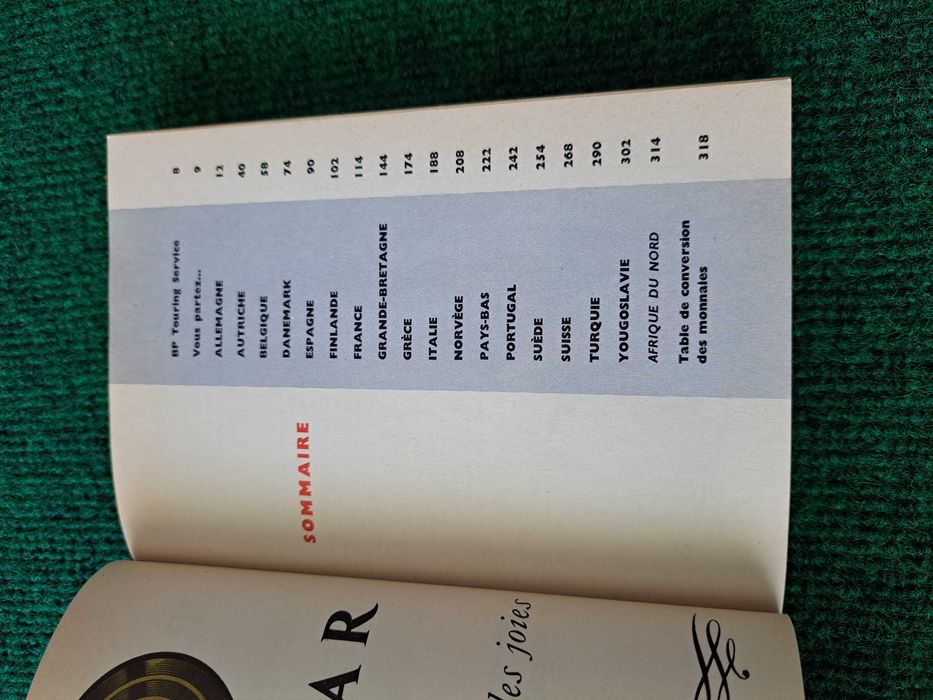 AR
les joies
SOMMAIRE
BP Touring Service 8
Vous partez... 9
ALLEMAGNE 12
AUTRICHE 40
BELGIQUE 58
DANEMARK 74
ESPAGNE 90
FINLANDE 102
FRANCE 114
GRANDE-BRETAGNE 144
GRÈCE 174
ITALIE 188
NORVÈGE 208
PAYS-BAS 222
PORTUGAL 242
SUÈDE 254
SUISSE 268
TURQUIE 290
YOUGOSLAVIE 302
AFRIQUE DU NORD 314
Table de conversion
des monnaies 318